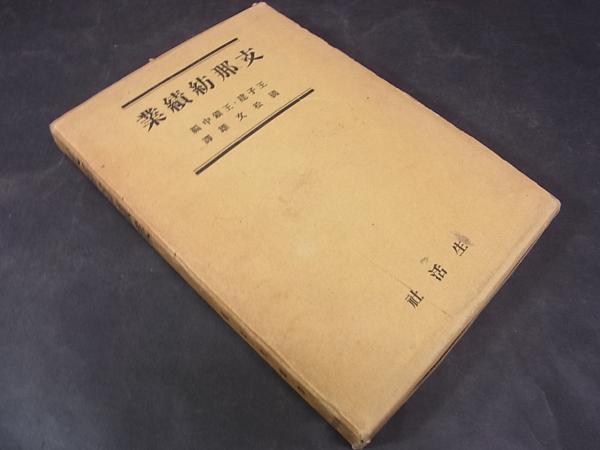 支那紡績業
王子建・王鎮中編
國松文雄譯
生活社